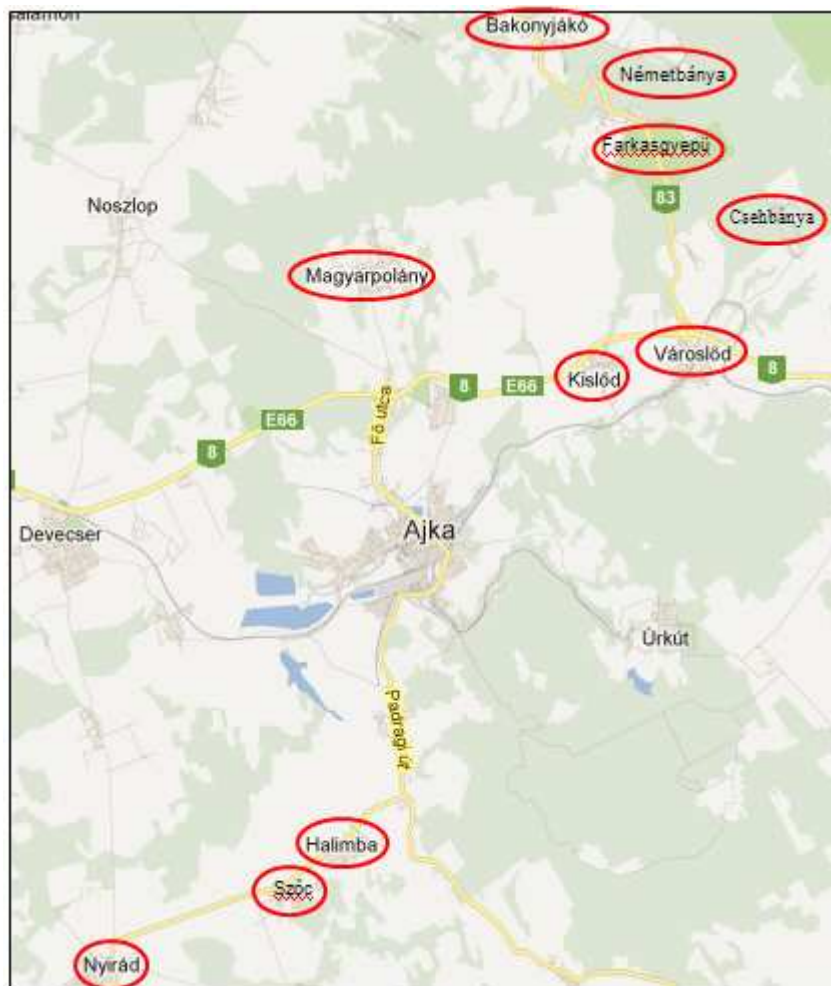 Bakonyjákó
Németbánya
Farkasgyepü
83
Noszlop
Csehbánya
Magyarpolány
Városlőd
Kislőd
8
E66
8
E66
Fő utca
8
Ajka
Devecser
Úrkút
Padragi út
Halimba
Szőc
Nyirád